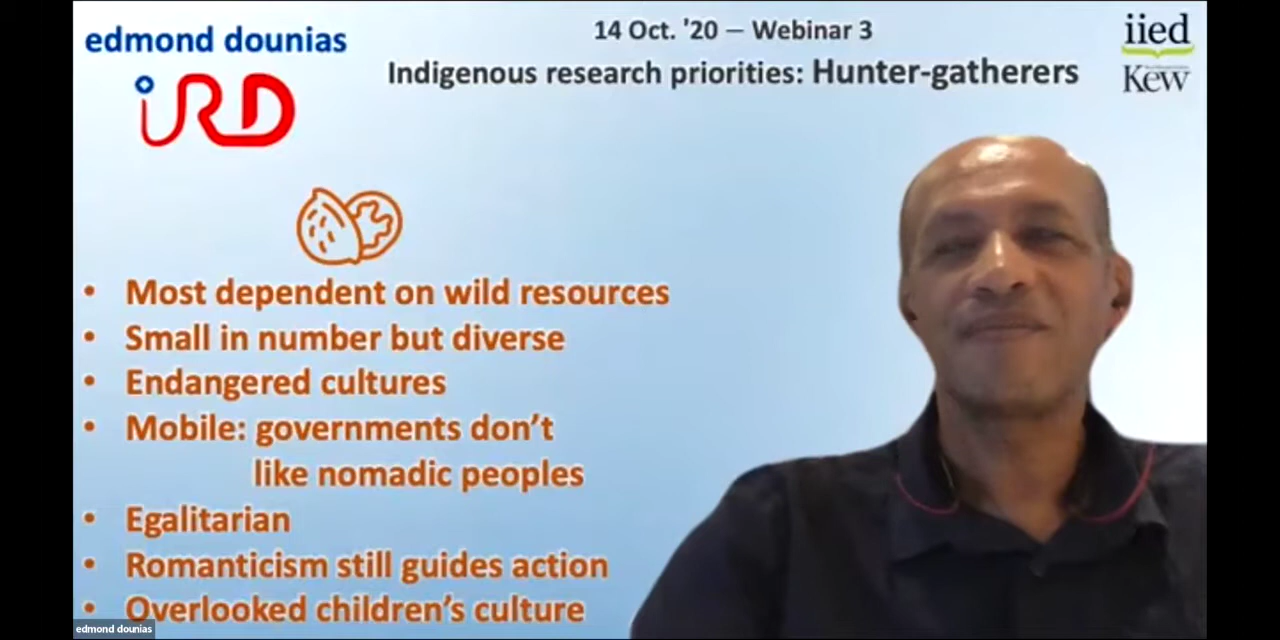 edmond dounias
iRD
14 Oct. '20 – Webinar 3
Indigenous research priorities: Hunter-gatherers
iied
Kew
• Most dependent on wild resources
• Small in number but diverse
• Endangered cultures
• Mobile: governments don't
like nomadic peoples
• Egalitarian
• Romanticism still guides action
• Overlooked children's culture
edmond dounias